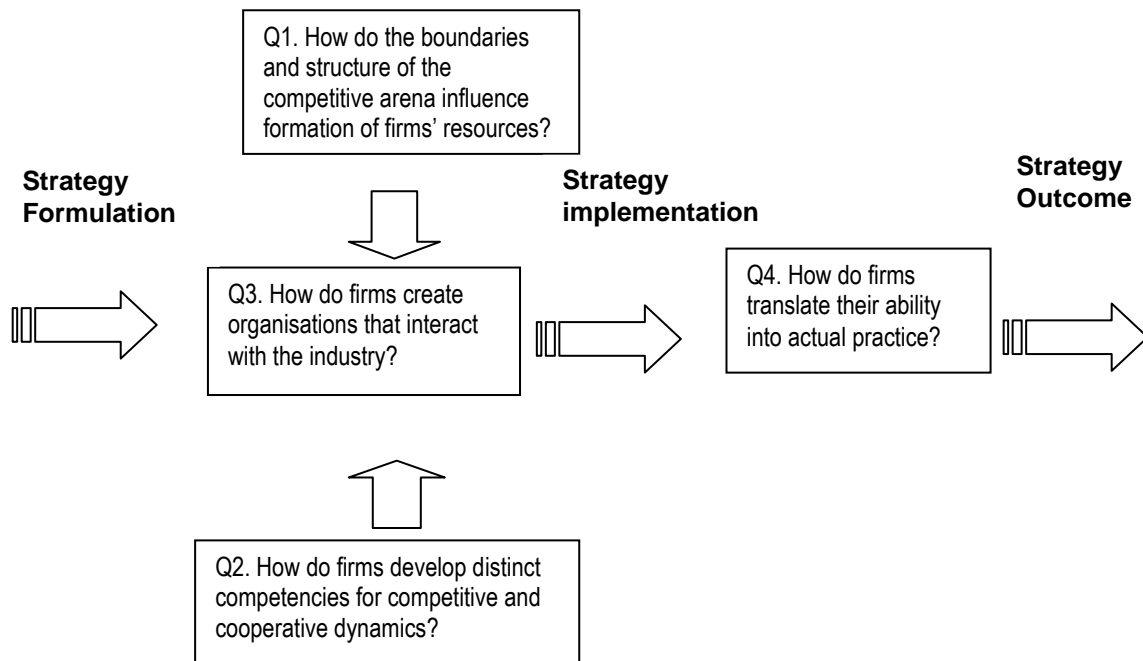 Q1. How do the boundaries
and structure of the
competitive arena influence
formation of firms’ resources?
Strategy
Formulation
Strategy
implementation
Strategy
Outcome
Q3. How do firms create
organisations that interact
with the industry?
Q4. How do firms
translate their ability
into actual practice?
Q2. How do firms develop distinct
competencies for competitive and
cooperative dynamics?